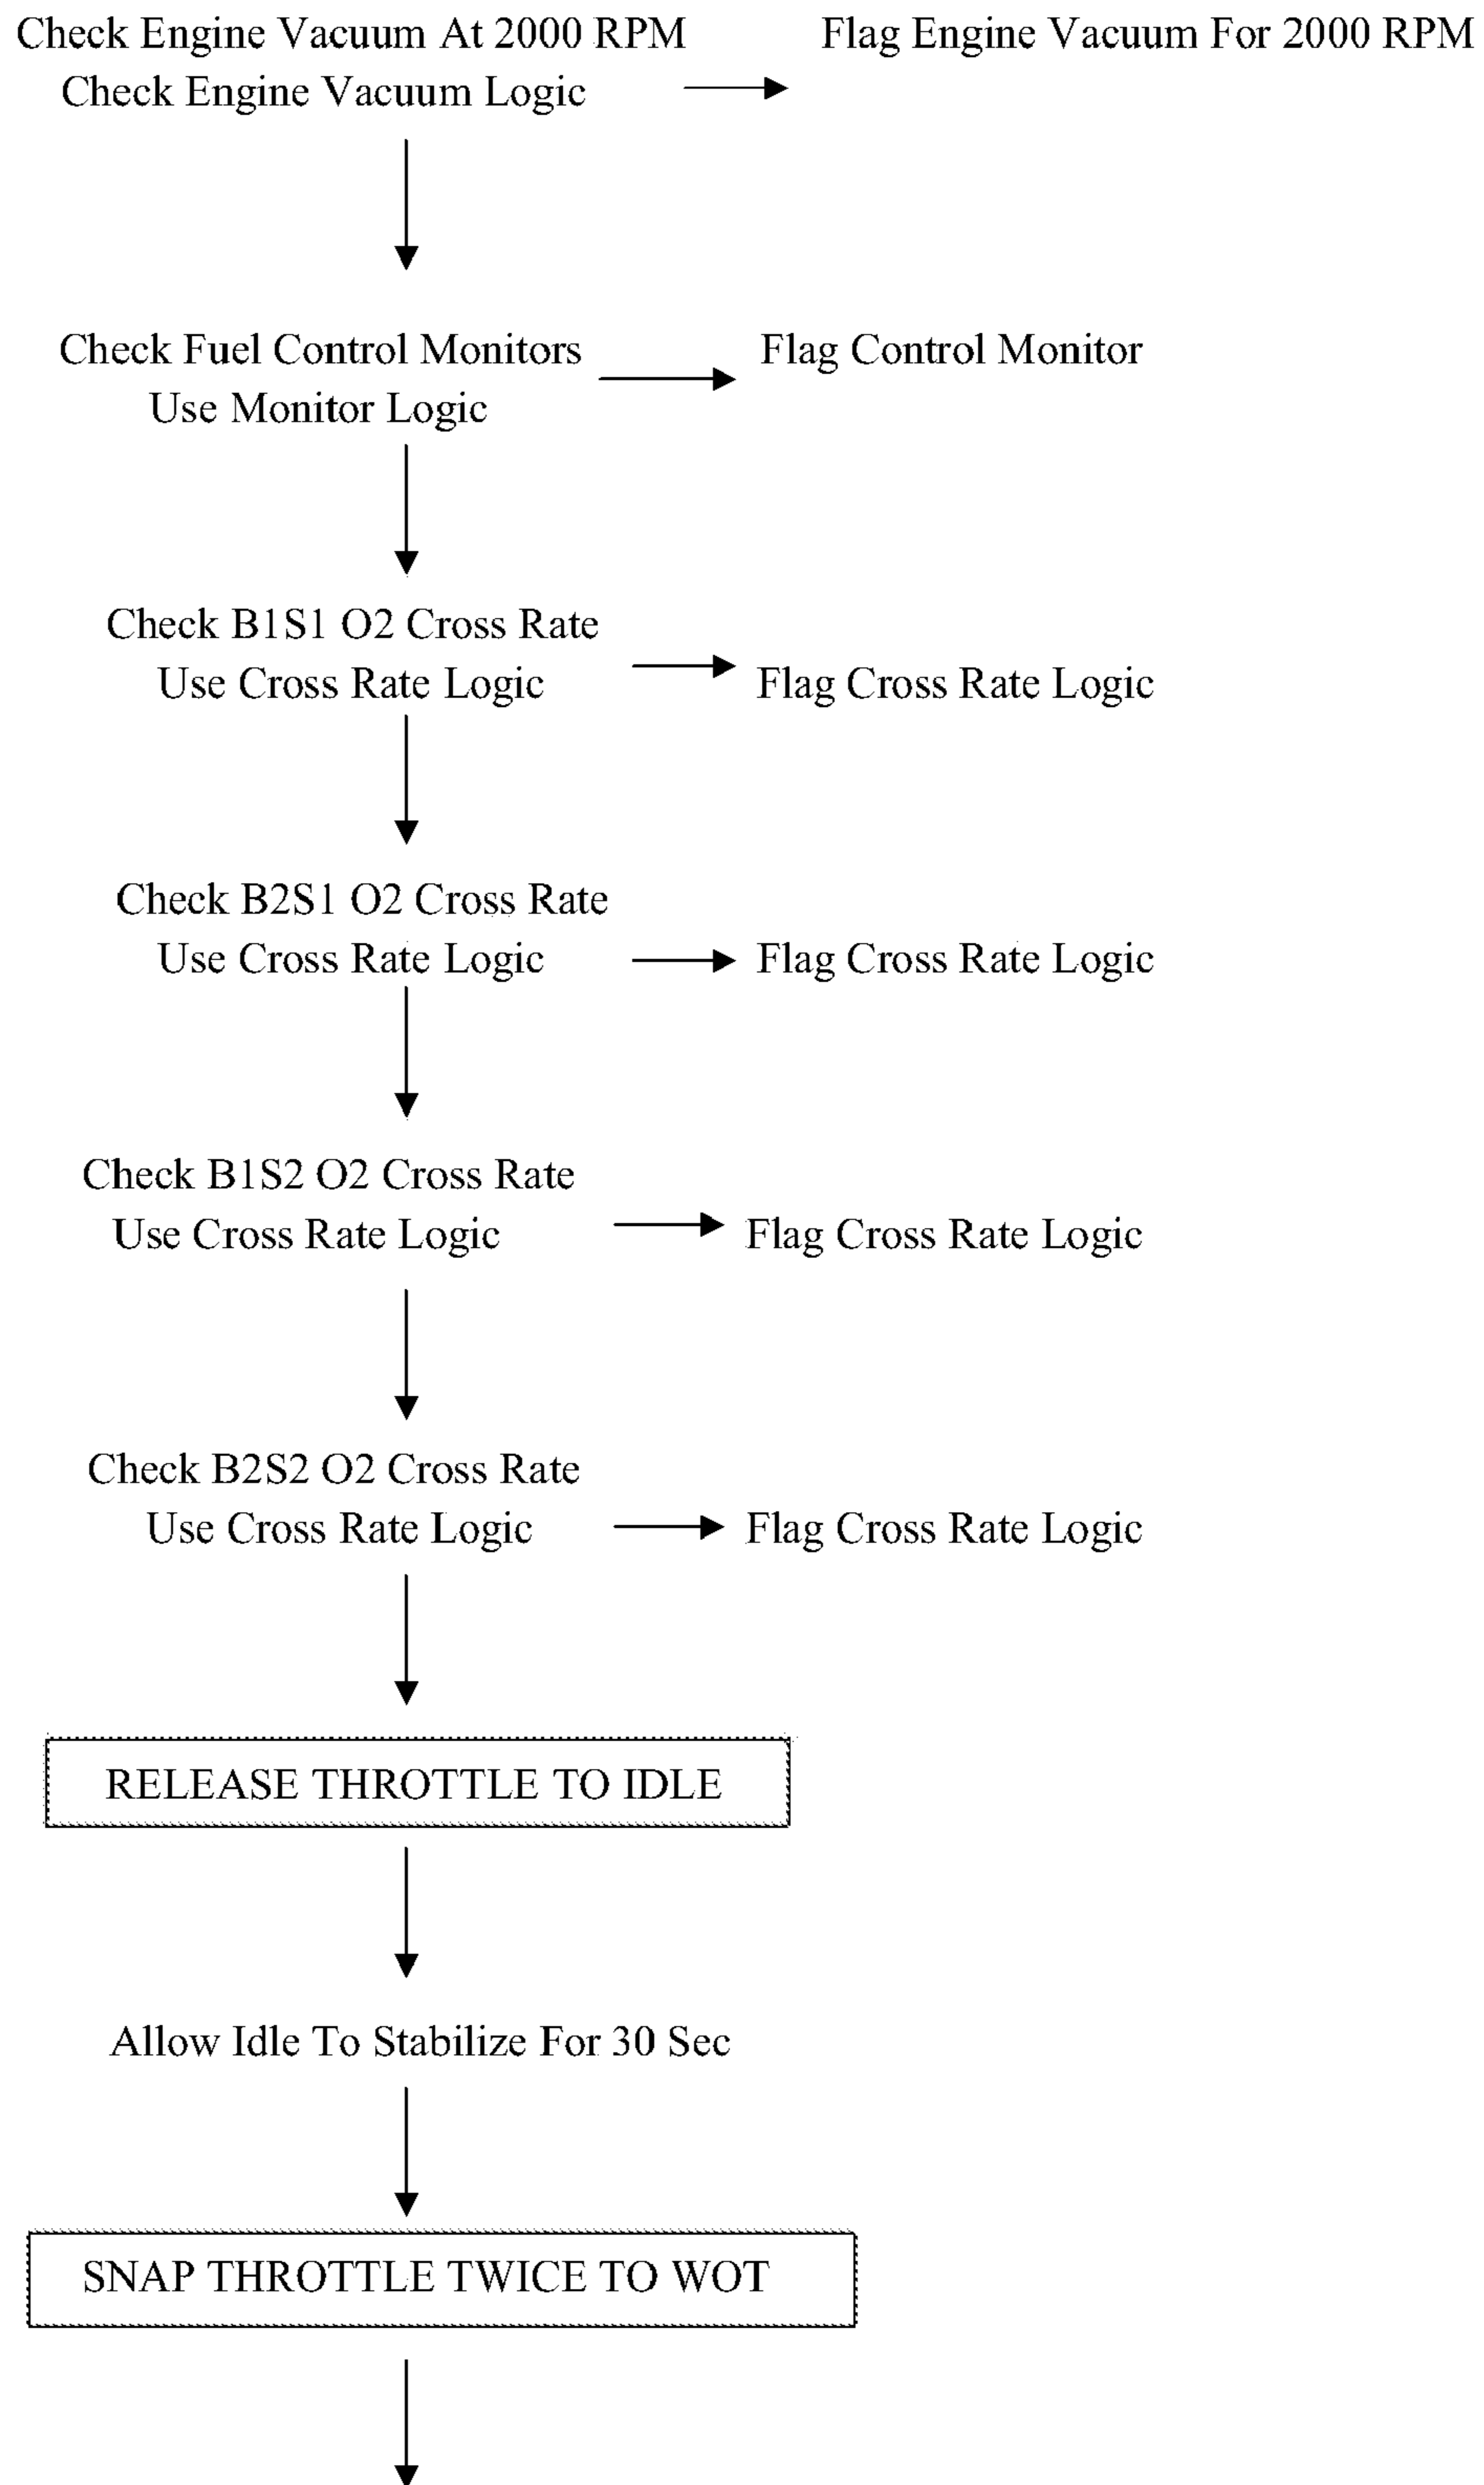 Check Engine Vacuum At 2000 RPM
Flag Engine Vacuum For 2000 RPM
Check Engine Vacuum Logic
Check Fuel Control Monitors
Flag Control Monitor
Use Monitor Logic
Check B1S1 O2 Cross Rate
Use Cross Rate Logic
Flag Cross Rate Logic
Check B2S1 O2 Cross Rate
Use Cross Rate Logic
Flag Cross Rate Logic
Check B1S2 O2 Cross Rate
Use Cross Rate Logic
Flag Cross Rate Logic
Check B2S2 O2 Cross Rate
Use Cross Rate Logic
Flag Cross Rate Logic
RELEASE THROTTLE TO IDLE
Allow Idle To Stabilize For 30 Sec
SNAP THROTTLE TWICE TO WOT